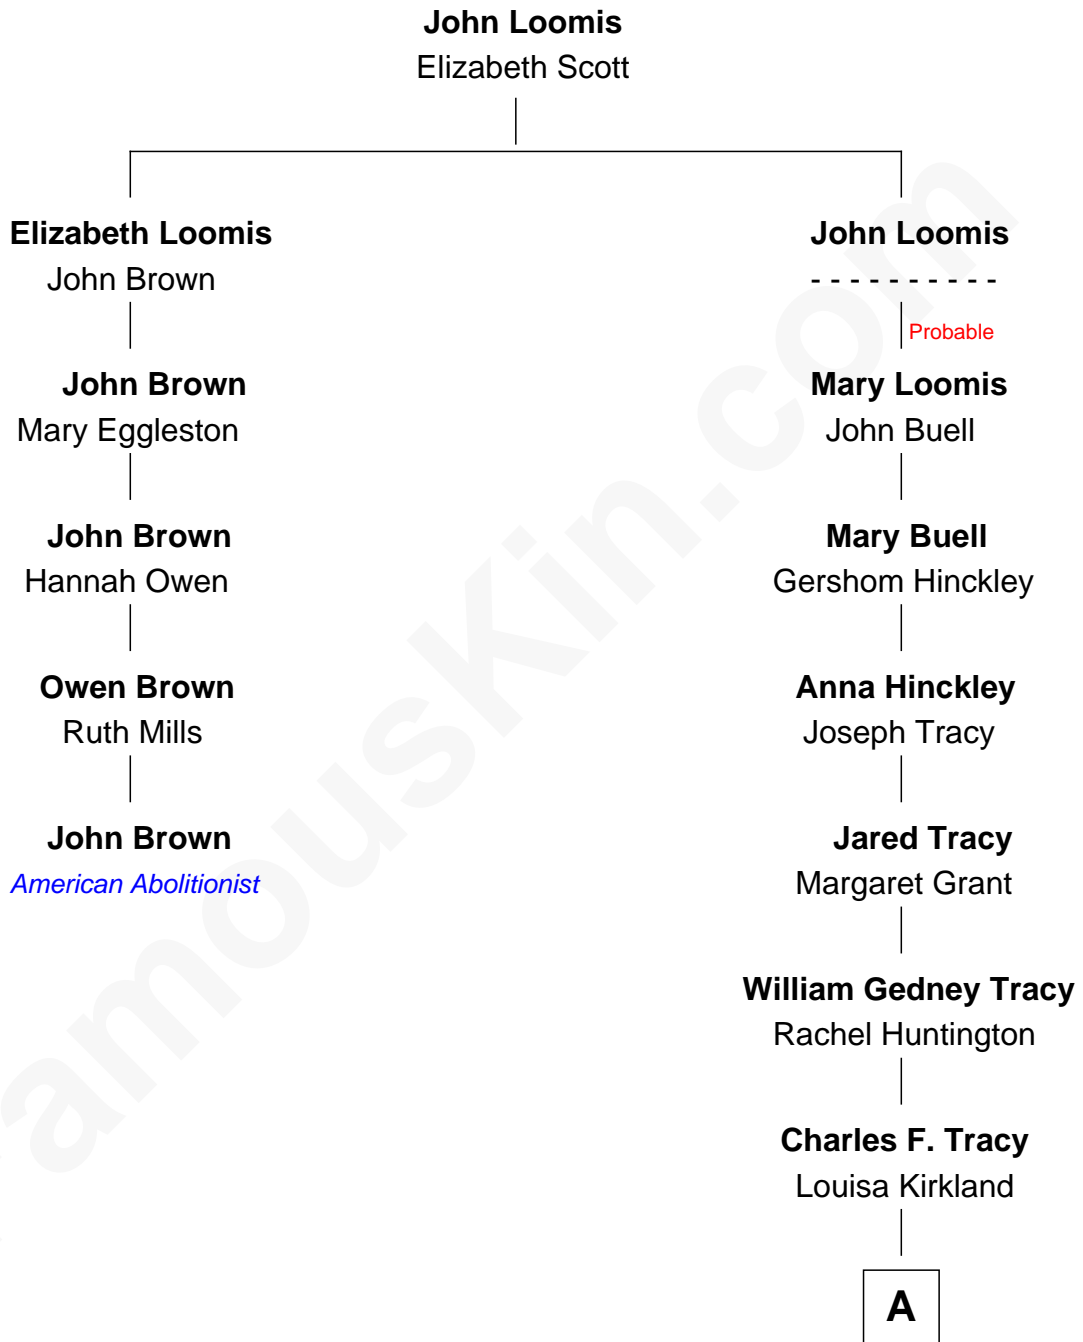 John Loomis
Elizabeth Scott
Elizabeth Loomis
John Brown
John Brown
Mary Eggleston
John Brown
Hannah Owen
Owen Brown
Ruth Mills
John Brown
American Abolitionist
John Loomis
- - - - - - - - - -
Probable
Mary Loomis
John Buell
Mary Buell
Gershom Hinckley
Anna Hinckley
Joseph Tracy
Jared Tracy
Margaret Grant
William Gedney Tracy
Rachel Huntington
Charles F. Tracy
Louisa Kirkland
A
amousKin.com